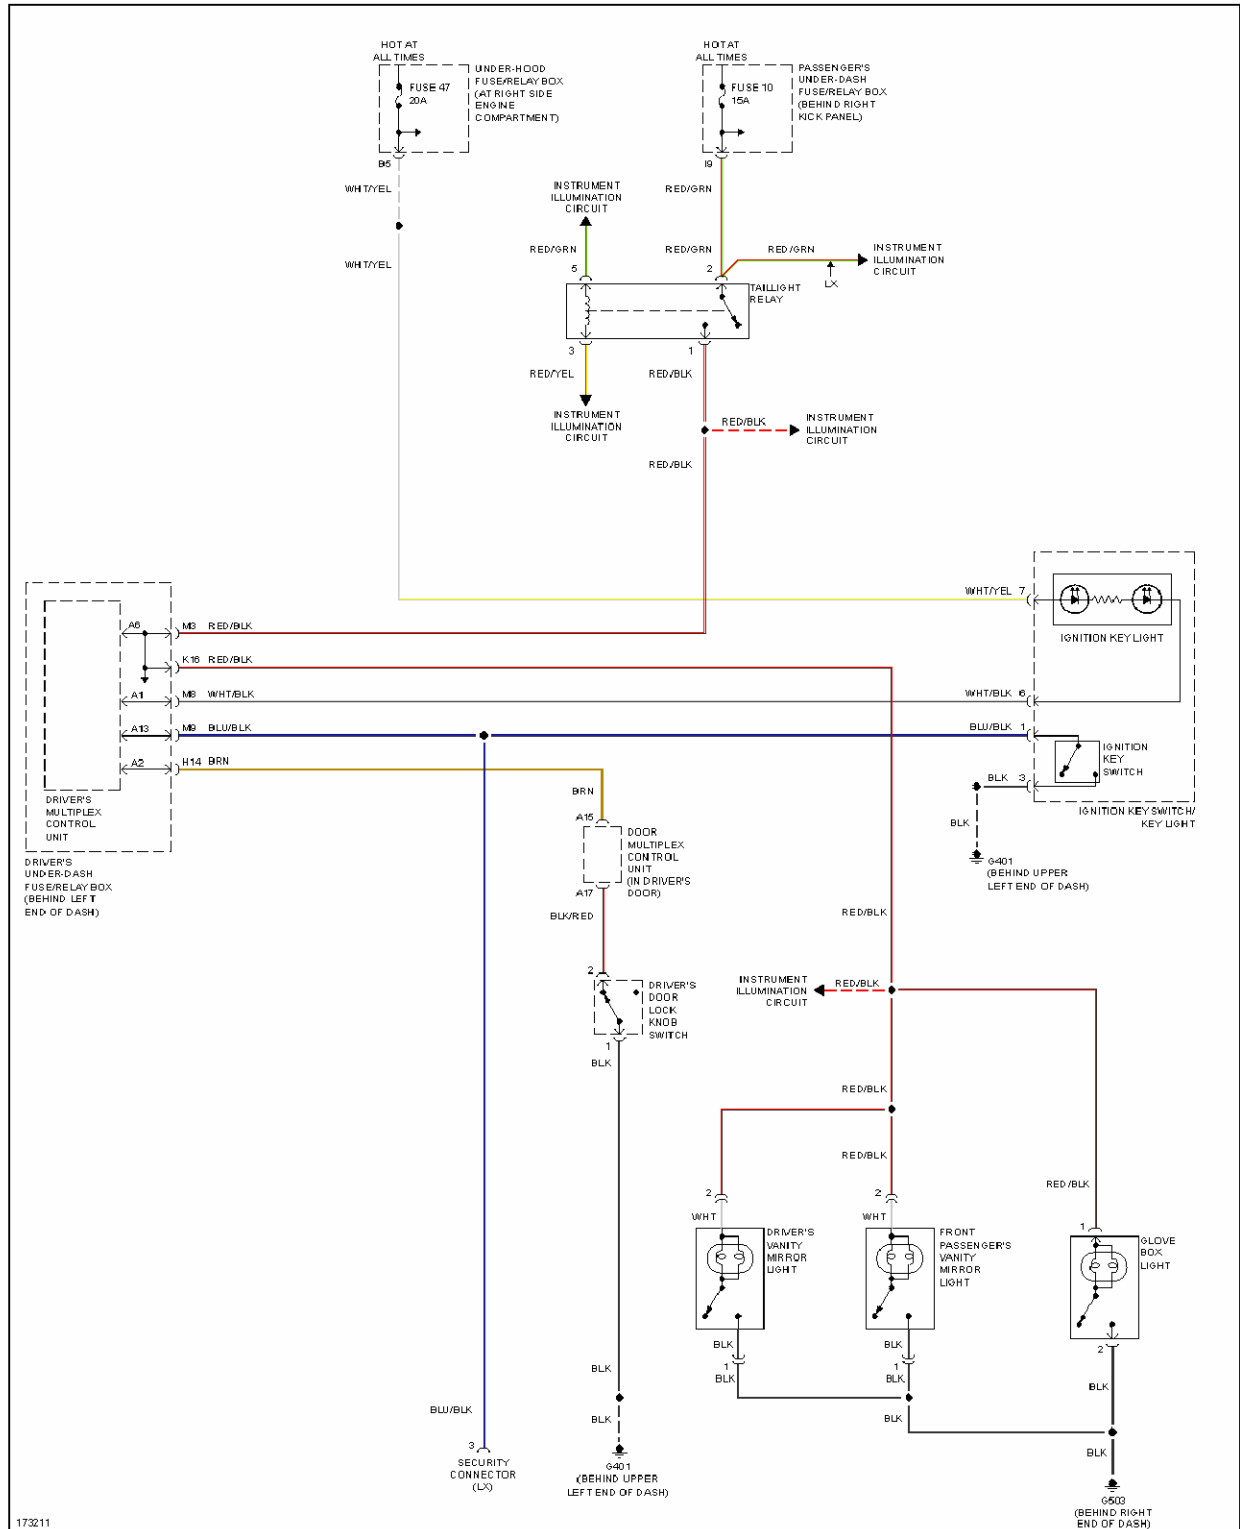 HOT AT
ALL TIMES
UNDER-HOOD
FUSE/RELAY BOX
(AT RIGHT SIDE
ENGINE
COMPARTMENT)
FUSE 47
20A
B5
WHT/YEL
WHT/YEL
HOT AT
ALL TIMES
PASSENGER'S
UNDER-DASH
FUSE/RELAY BOX
(BEHIND RIGHT
KICK PANEL)
FUSE 10
15A
I9
RED/GRN
INSTRUMENT
ILLUMINATION
CIRCUIT
RED/GRN
RED/GRN
RED/GRN
INSTRUMENT
ILLUMINATION
CIRCUIT
LX
5
2
TAILLIGHT
RELAY
3
1
RED/YEL
RED/BLK
INSTRUMENT
ILLUMINATION
CIRCUIT
RED/BLK
INSTRUMENT
ILLUMINATION
CIRCUIT
RED/BLK
WHT/YEL 7
IGNITION KEY LIGHT
A6
M3 RED/BLK
K16 RED/BLK
A1
M8 WHT/BLK
WHT/BLK 6
A13
M9 BLU/BLK
BLU/BLK 1
A2
H14 BRN
IGNITION
KEY
SWITCH
BLK 3
IGNITION KEY SWITCH/
KEY LIGHT
BLK
G401
(BEHIND UPPER
LEFT END OF DASH)
DRIVER'S
MULTIPLEX
CONTROL
UNIT
DRIVER'S
UNDER-DASH
FUSE/RELAY BOX
(BEHIND LEFT
END OF DASH)
BRN
A15
DOOR
MULTIPLEX
CONTROL
UNIT
(IN DRIVER'S
DOOR)
A17
BLK/RED
RED/BLK
2
DRIVER'S
DOOR
LOCK
KNOB
SWITCH
1
BLK
INSTRUMENT
ILLUMINATION
CIRCUIT
RED/BLK
RED/BLK
RED/BLK
RED/BLK
2
WHT
DRIVER'S
VANITY
MIRROR
LIGHT
2
WHT
FRONT
PASSENGER'S
VANITY
MIRROR
LIGHT
1
GLOVE
BOX
LIGHT
BLK
1
BLK
BLK
1
BLK
2
BLK
BLK
BLK
BLK
BLK
BLU/BLK
3
SECURITY
CONNECTOR
(LX)
G401
(BEHIND UPPER
LEFT END OF DASH)
G503
(BEHIND RIGHT
END OF DASH)
173211